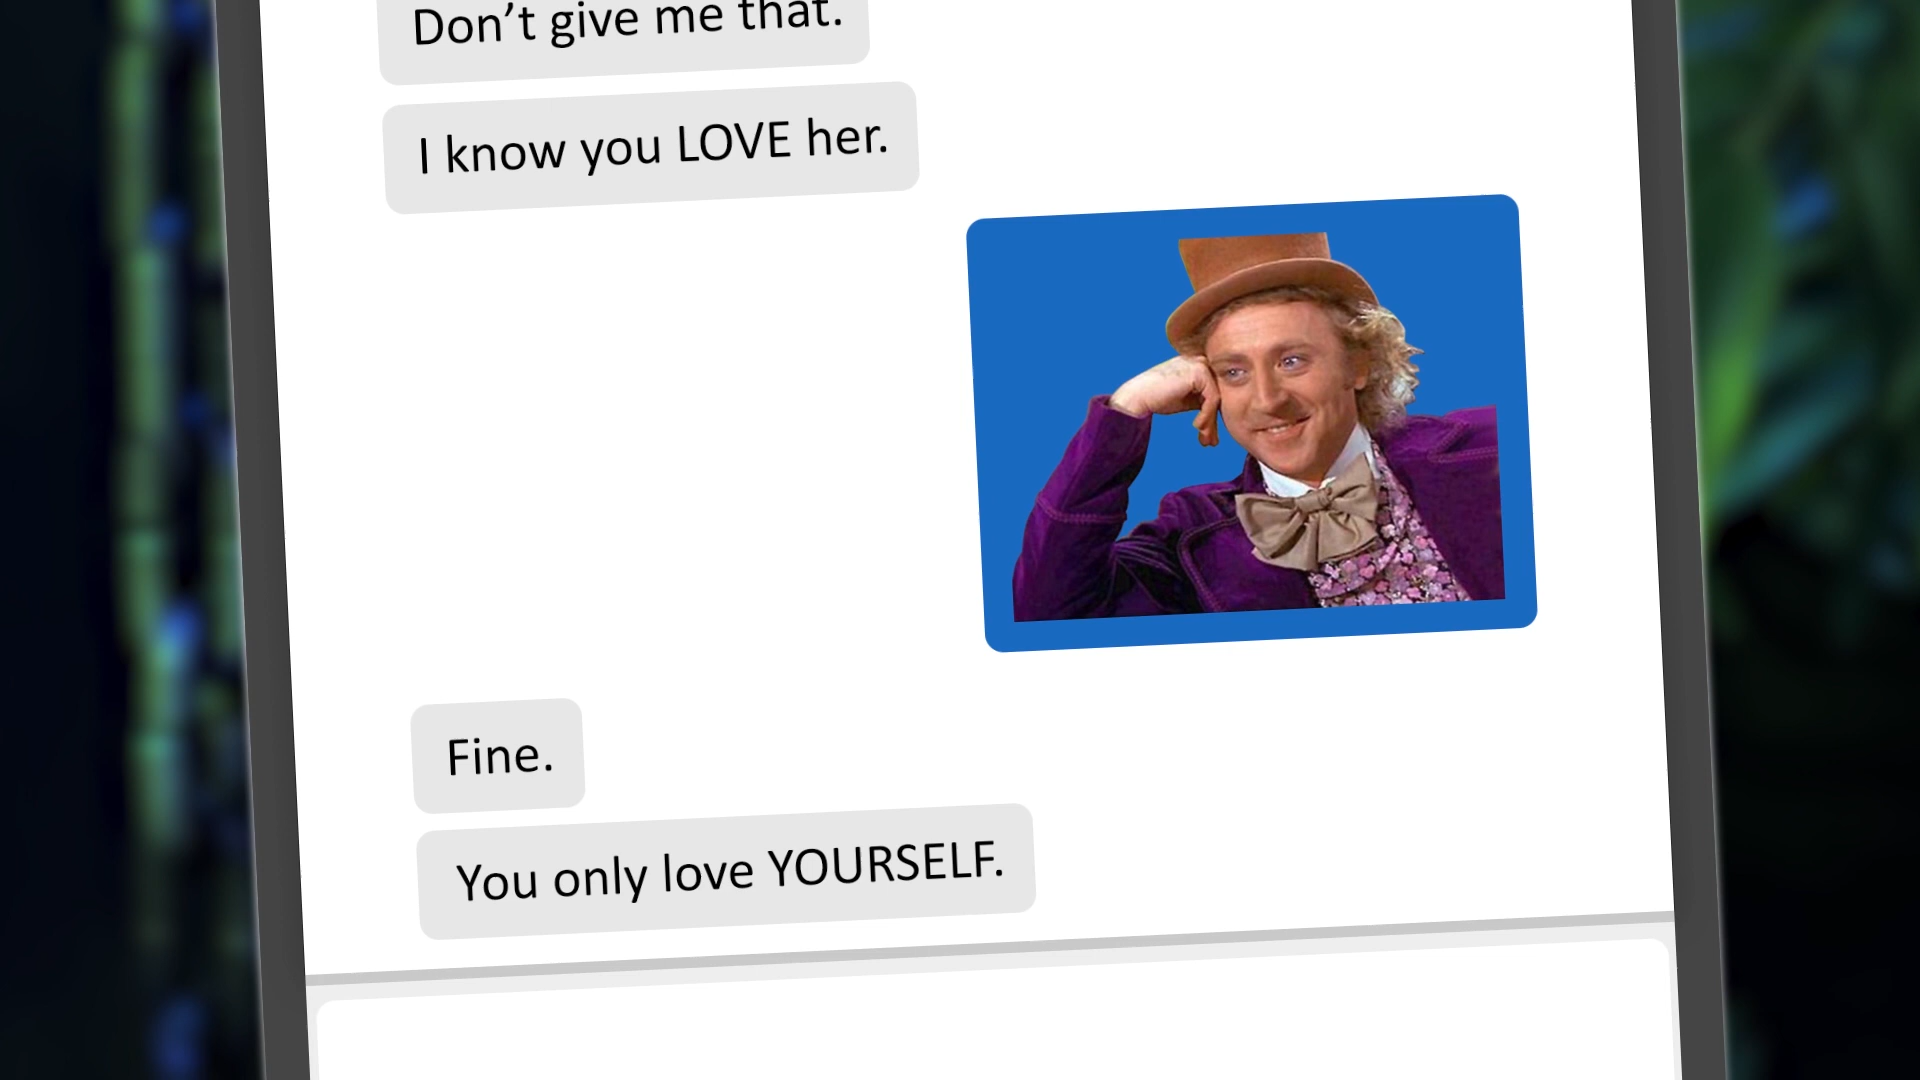 Don’t give me that.
I know you LOVE her.
Fine.
You only love YOURSELF.